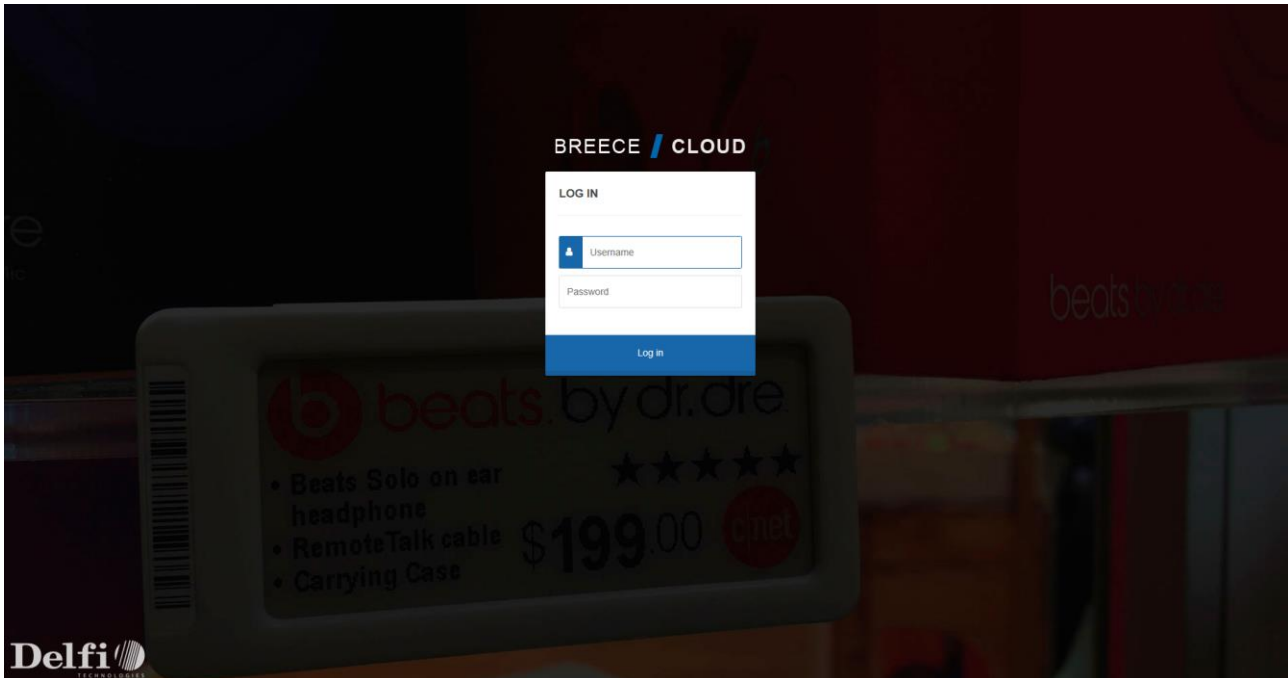 BREECE / CLOUD
LOG IN
Username
Password
Log in
beats by dr. dre
beats by dr.dre
• Beats Solo on ear
headphone
• RemoteTalk cable
• Carrying Case
$199.00
cnet
Delfi
TECHNOLOGIES